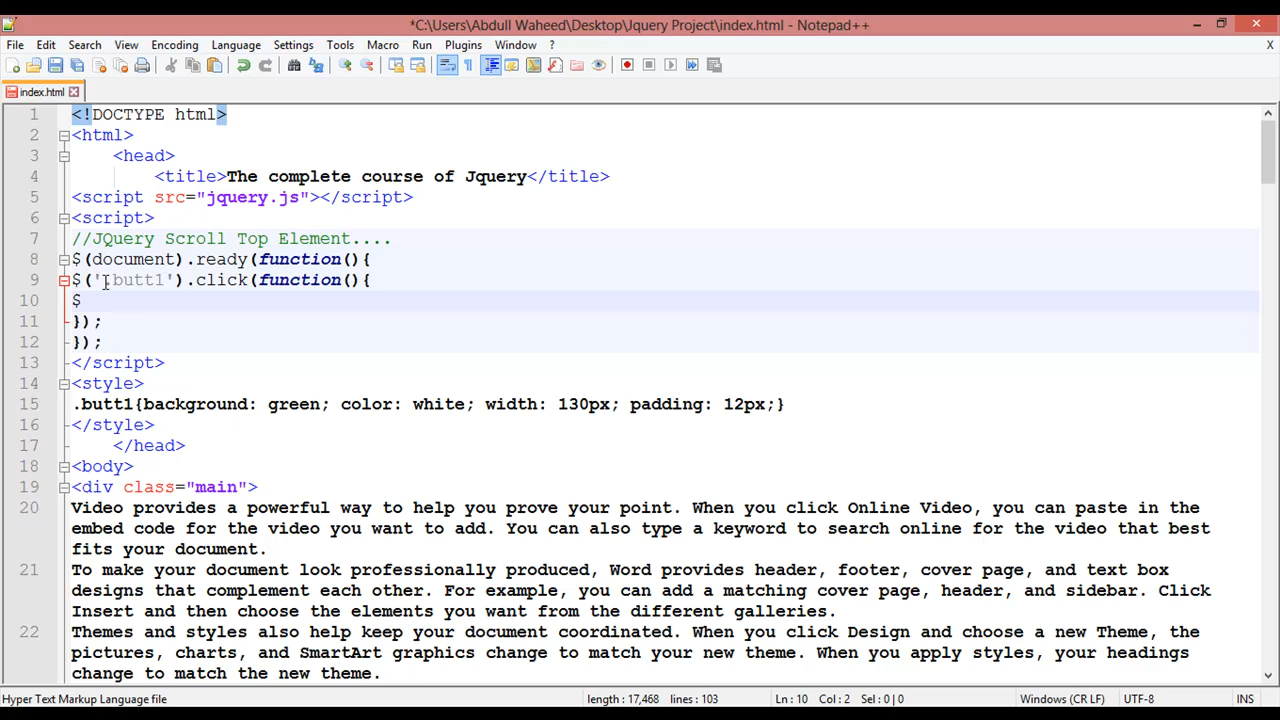 *C:\Users\Abdull Waheed\Desktop\Jquery Project\index.html - Notepad++
File Edit Search View Encoding Language Settings Tools Macro Run Plugins Window ? X
index.html
1 <!DOCTYPE html>
2 <html>
3 <head>
4 <title>The complete course of Jquery</title>
5 <script src="jquery.js"></script>
6 <script>
7 //JQuery Scroll Top Element....
8 $(document).ready(function(){
9 $('.butt1').click(function(){
10 $
11 });
12 });
13 </script>
14 <style>
15 .butt1{background: green; color: white; width: 130px; padding: 12px;}
16 </style>
17 </head>
18 <body>
19 <div class="main">
20 Video provides a powerful way to help you prove your point. When you click Online Video, you can paste in the
embed code for the video you want to add. You can also type a keyword to search online for the video that best
fits your document.
21 To make your document look professionally produced, Word provides header, footer, cover page, and text box
designs that complement each other. For example, you can add a matching cover page, header, and sidebar. Click
Insert and then choose the elements you want from the different galleries.
22 Themes and styles also help keep your document coordinated. When you click Design and choose a new Theme, the
pictures, charts, and SmartArt graphics change to match your new theme. When you apply styles, your headings
change to match the new theme.
Hyper Text Markup Language file length : 17,468 lines : 103 Ln : 10 Col : 2 Sel : 0 | 0 Windows (CR LF) UTF-8 INS